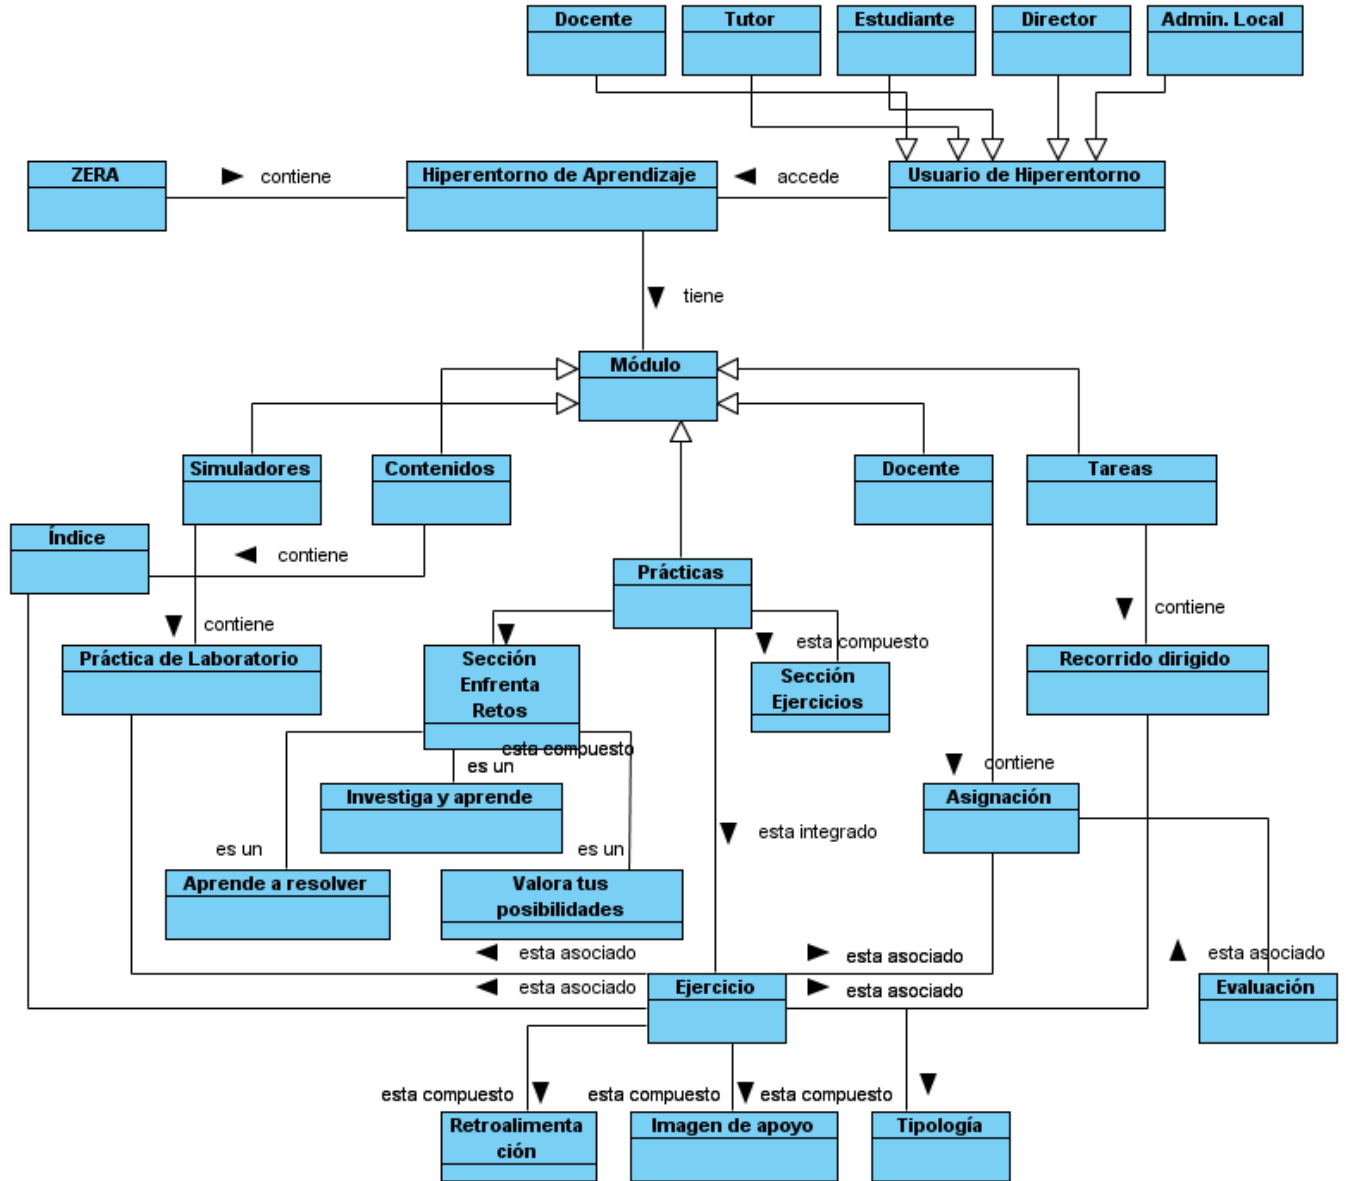 Docente
Tutor
Estudiante
Director
Admin. Local
ZERA
contiene
Hiperentorno de Aprendizaje
accede
Usuario de Hiperentorno
tiene
Módulo
Simuladores
Contenidos
Docente
Tareas
Índice
contiene
Prácticas
contiene
contiene
esta compuesto
Práctica de Laboratorio
Sección
Enfrenta
Retos
Sección
Ejercicios
Recorrido dirigido
esta compuesto
es un
contiene
Investiga y aprende
Asignación
esta integrado
es un
es un
Aprende a resolver
Valora tus
posibilidades
esta asociado
esta asociado
esta asociado
esta asociado
esta asociado
Ejercicio
Evaluación
esta compuesto
esta compuesto
esta compuesto
Retroalimenta
ción
Imagen de apoyo
Tipología